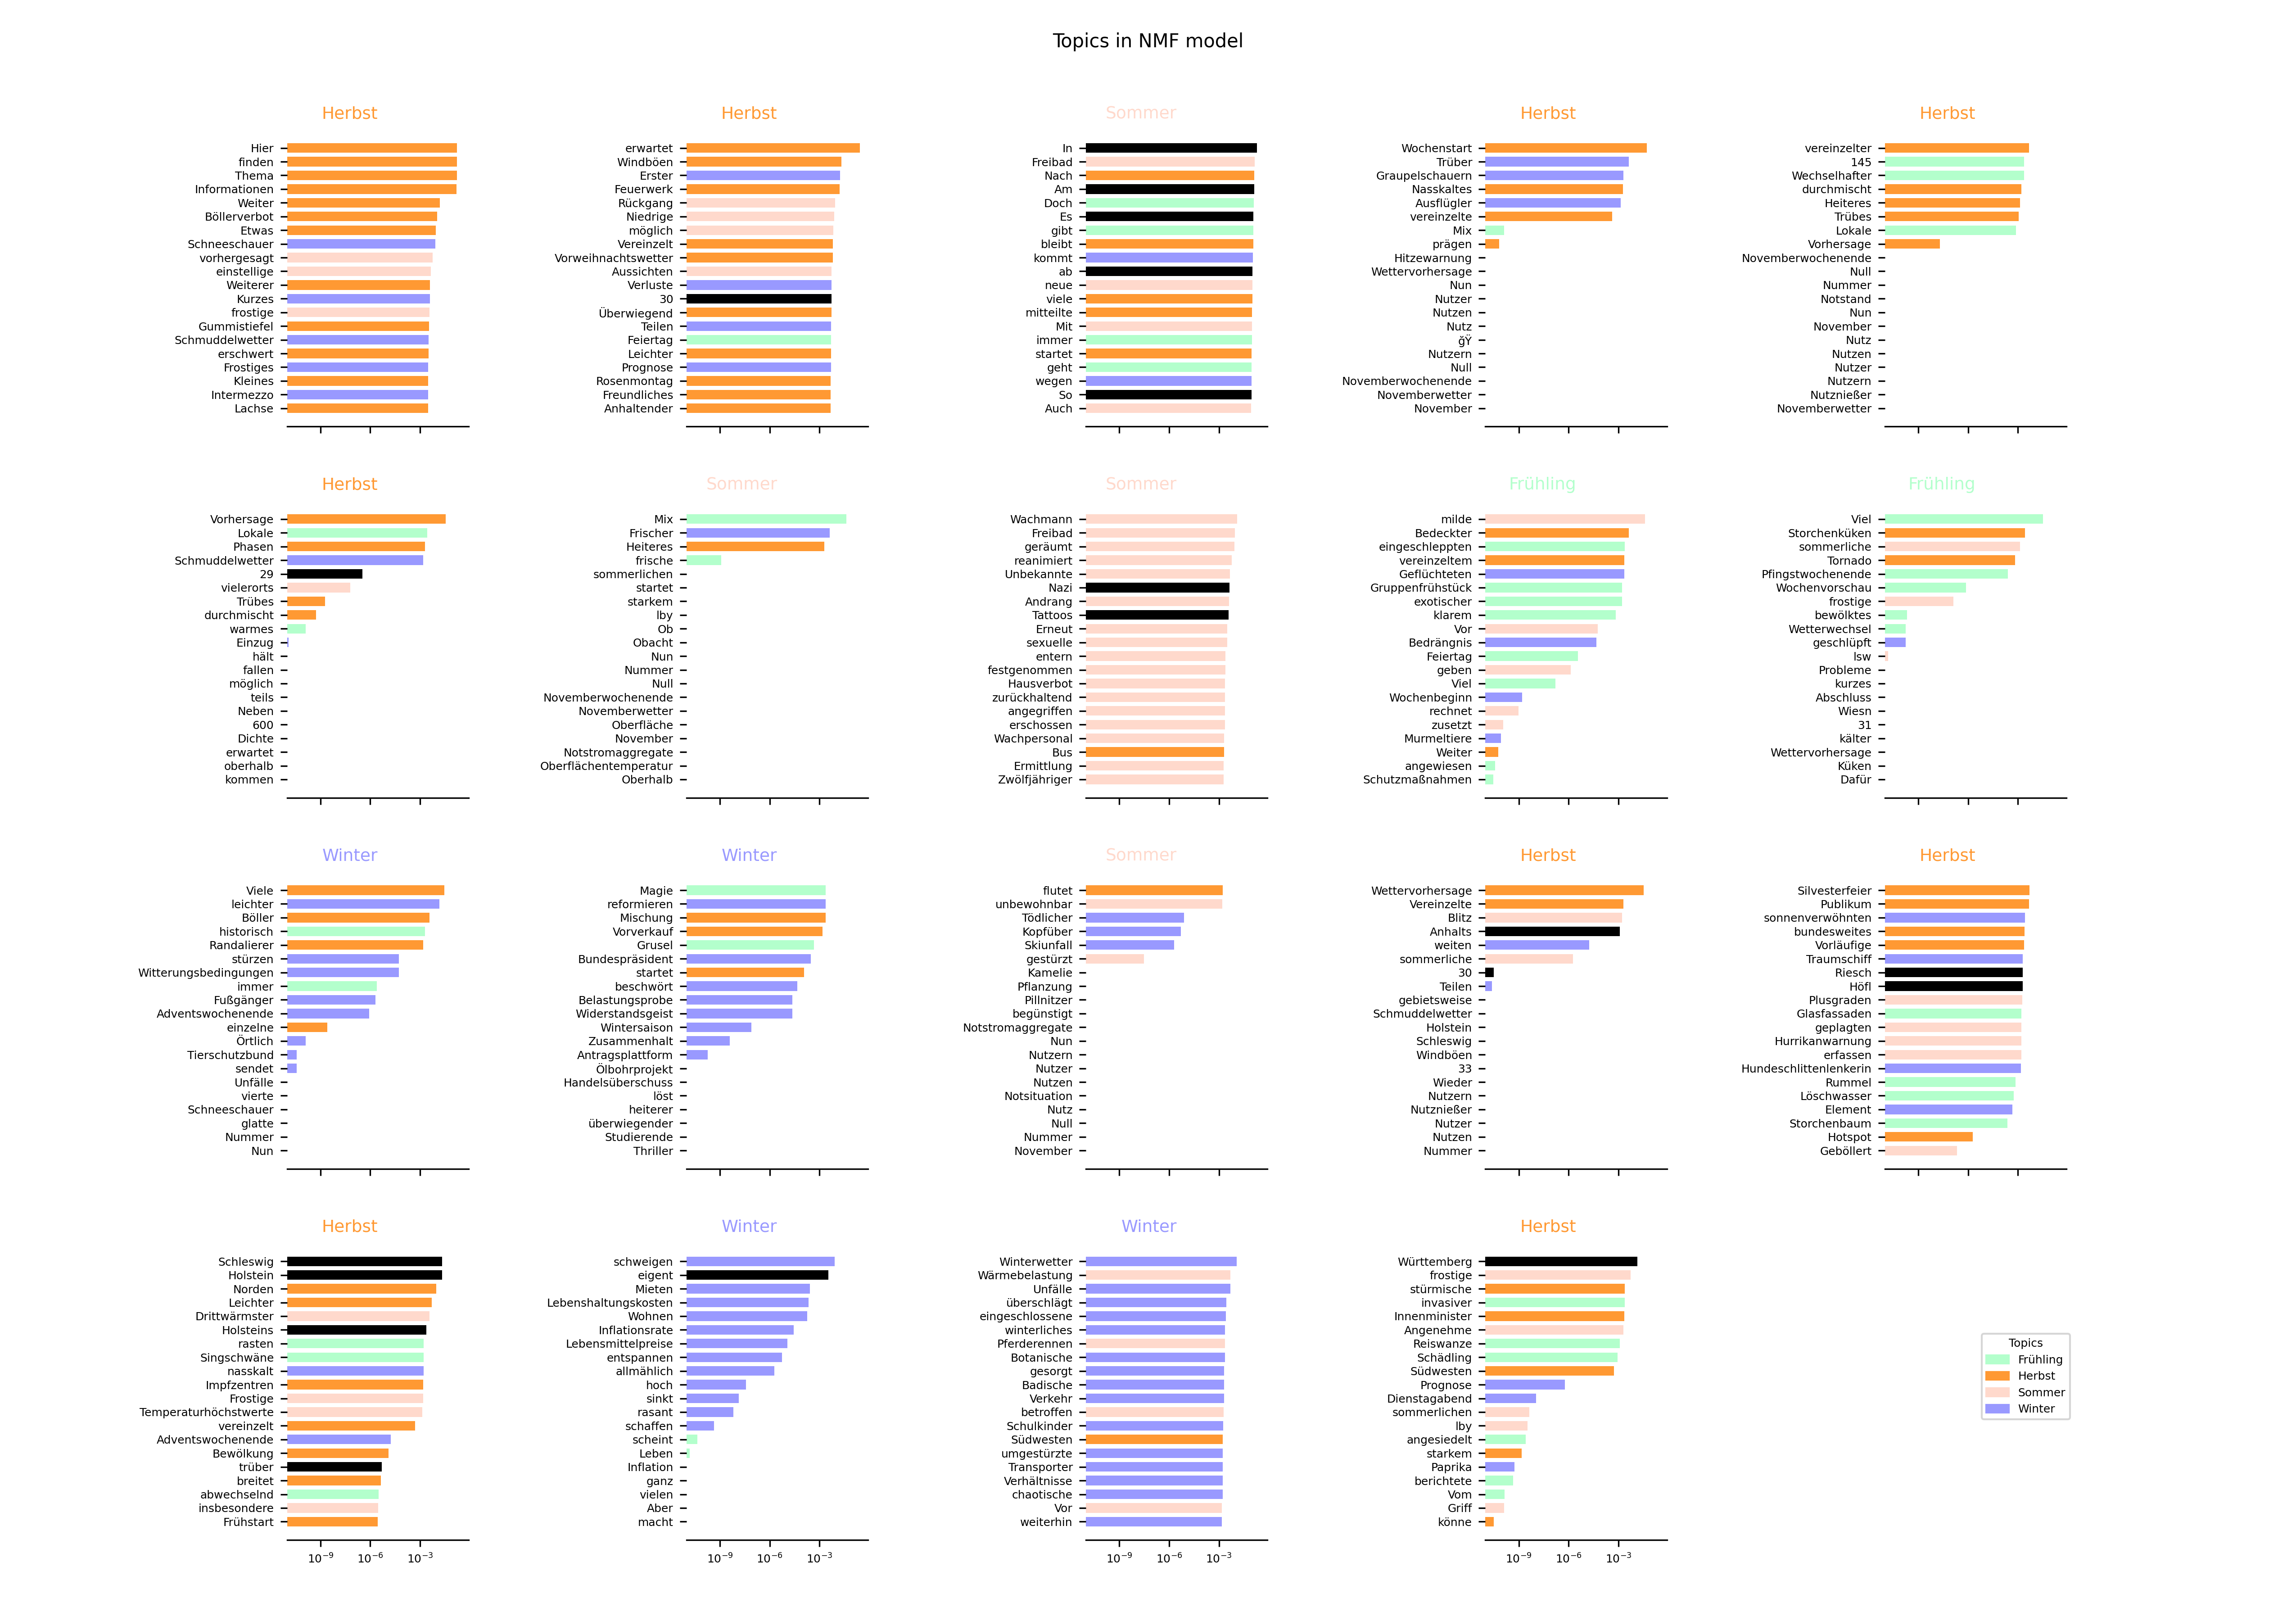 Topics in NMF model
Herbst
Hier
finden
Thema
Informationen
Weiter
Böllerverbot
Etwas
Schneeschauer
vorhergesagt
einstellige
Weiterer
Kurzes
frostige
Gummistiefel
Schmuddelwetter
erschwert
Frostiges
Kleines
Intermezzo
Lachse
Herbst
erwartet
Windböen
Erster
Feuerwerk
Rückgang
Niedrige
möglich
Vereinzelt
Vorweihnachtswetter
Aussichten
Verluste
30
Überwiegend
Teilen
Feiertag
Leichter
Prognose
Rosenmontag
Freundliches
Anhaltender
Sommer
In
Freibad
Nach
Am
Doch
Es
gibt
bleibt
kommt
ab
neue
viele
mitteilte
Mit
immer
startet
geht
wegen
So
Auch
Herbst
Wochenstart
Trüber
Graupelschauern
Nasskaltes
Ausflügler
vereinzelte
Mix
prägen
Hitzewarnung
Wettervorhersage
Nun
Nutzer
Nutzen
Nutz
ğŸ
Nutzern
Null
Novemberwochenende
Novemberwetter
November
Herbst
vereinzelter
145
Wechselhafter
durchmischt
Heiteres
Trübes
Lokale
Vorhersage
Novemberwochenende
Null
Nummer
Notstand
Nun
November
Nutz
Nutzen
Nutzer
Nutzern
Nutznießer
Novemberwetter
Herbst
Vorhersage
Lokale
Phasen
Schmuddelwetter
29
vielerorts
Trübes
durchmischt
warmes
Einzug
hält
fallen
möglich
teils
Neben
600
Dichte
erwartet
oberhalb
kommen
Sommer
Mix
Frischer
Heiteres
frische
sommerlichen
startet
starkem
lby
Ob
Obacht
Nun
Nummer
Null
Novemberwochenende
Novemberwetter
Oberfläche
November
Notstromaggregate
Oberflächentemperatur
Oberhalb
Sommer
Wachmann
Freibad
geräumt
reanimiert
Unbekannte
Nazi
Andrang
Tattoos
Erneut
sexuelle
entern
festgenommen
Hausverbot
zurückhaltend
angegriffen
erschossen
Wachpersonal
Bus
Ermittlung
Zwölfjähriger
Frühling
milde
Bedeckter
eingeschleppten
vereinzeltem
Geflüchteten
Gruppenfrühstück
exotischer
klarem
Vor
Bedrängnis
Feiertag
geben
Viel
Wochenbeginn
rechnet
zusetzt
Murmeltiere
Weiter
angewiesen
Schutzmaßnahmen
Frühling
Viel
Storchenküken
sommerliche
Tornado
Pfingstwochenende
Wochenvorschau
frostige
bewölktes
Wetterwechsel
geschlüpft
lsw
Probleme
kurzes
Abschluss
Wiesn
31
kälter
Wettervorhersage
Küken
Dafür
Winter
Viele
leichter
Böller
historisch
Randalierer
stürzen
Witterungsbedingungen
immer
Fußgänger
Adventswochenende
einzelne
Örtlich
Tierschutzbund
sendet
Unfälle
vierte
Schneeschauer
glatte
Nummer
Nun
Winter
Magie
reformieren
Mischung
Vorverkauf
Grusel
Bundespräsident
startet
beschwört
Belastungsprobe
Widerstandsgeist
Wintersaison
Zusammenhalt
Antragsplattform
Ölbohrprojekt
Handelsüberschuss
löst
heiterer
überwiegender
Studierende
Thriller
Sommer
flutet
unbewohnbar
Tödlicher
Kopfüber
Skiunfall
gestürzt
Kamelie
Pflanzung
Pillnitzer
begünstigt
Notstromaggregate
Nun
Nutzern
Nutzer
Nutzen
Notsituation
Nutz
Null
Nummer
November
Herbst
Wettervorhersage
Vereinzelte
Blitz
Anhalts
weiten
sommerliche
30
Teilen
gebietsweise
Schmuddelwetter
Holstein
Schleswig
Windböen
33
Wieder
Nutzern
Nutznießer
Nutzer
Nutzen
Nummer
Herbst
Silvesterfeier
Publikum
sonnenverwöhnten
bundesweites
Vorläufige
Traumschiff
Riesch
Höfl
Plusgraden
Glasfassaden
geplagten
Hurrikanwarnung
erfassen
Hundeschlittenlenkerin
Rummel
Löschwasser
Element
Storchenbaum
Hotspot
Geböllert
Herbst
Schleswig
Holstein
Norden
Leichter
Drittwärmster
Holsteins
rasten
Singschwäne
nasskalt
Impfzentren
Frostige
Temperaturhöchstwerte
vereinzelt
Adventswochenende
Bewölkung
trüber
breitet
abwechselnd
insbesondere
Frühstart
10⁻⁹ 10⁻⁶ 10⁻³
Winter
schweigen
eigent
Mieten
Lebenshaltungskosten
Wohnen
Inflationsrate
Lebensmittelpreise
entspannen
allmählich
hoch
sinkt
rasant
schaffen
scheint
Leben
Inflation
ganz
vielen
Aber
macht
10⁻⁹ 10⁻⁶ 10⁻³
Winter
Winterwetter
Wärmebelastung
Unfälle
überschlägt
eingeschlossene
winterliches
Pferderennen
Botanische
gesorgt
Badische
Verkehr
betroffen
Schulkinder
Südwesten
umgestürzte
Transporter
Verhältnisse
chaotische
Vor
weiterhin
10⁻⁹ 10⁻⁶ 10⁻³
Herbst
Württemberg
frostige
stürmische
invasiver
Innenminister
Angenehme
Reiswanze
Schädling
Südwesten
Prognose
Dienstagabend
sommerlichen
lby
angesiedelt
starkem
Paprika
berichtete
Vom
Griff
könne
10⁻⁹ 10⁻⁶ 10⁻³
Topics
Frühling
Herbst
Sommer
Winter